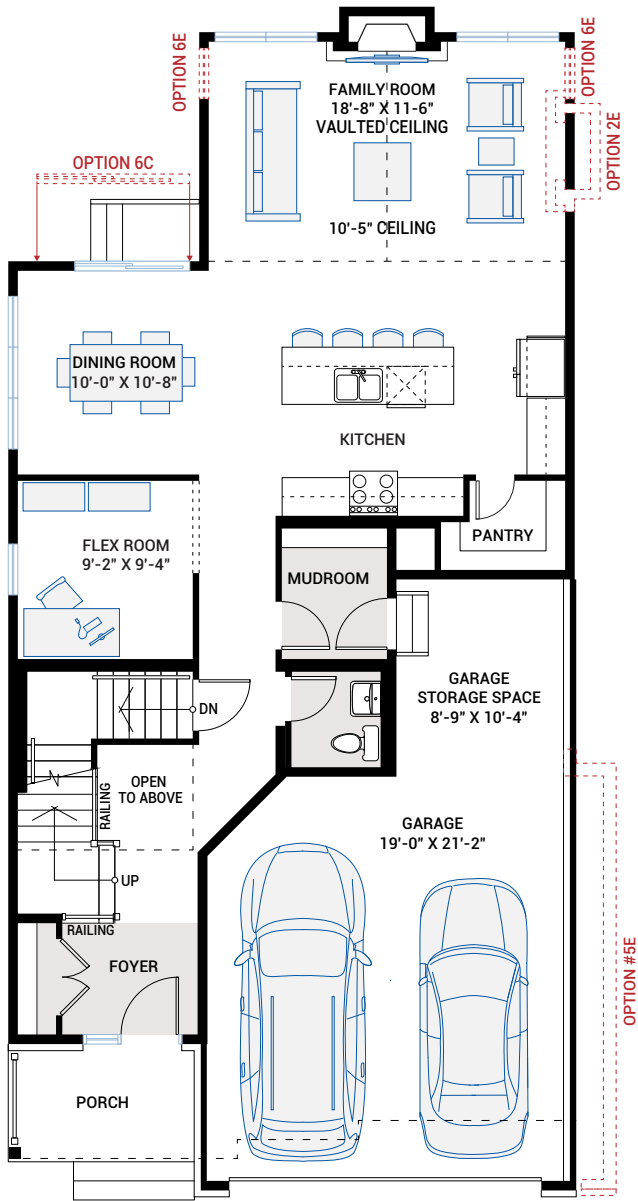 OPTION 6E
FAMILY ROOM
18'-8" X 11-6"
VAULTED CEILING
OPTION 6E
OPTION 2E
OPTION 6C
10'-5" CEILING
DINING ROOM
10'-0" X 10'-8"
KITCHEN
PANTRY
FLEX ROOM
9'-2" X 9'-4"
MUDROOM
GARAGE
STORAGE SPACE
8'-9" X 10'-4"
DN
OPEN
TO ABOVE
RAILING
GARAGE
19'-0" X 21'-2"
UP
RAILING
FOYER
OPTION #5E
PORCH